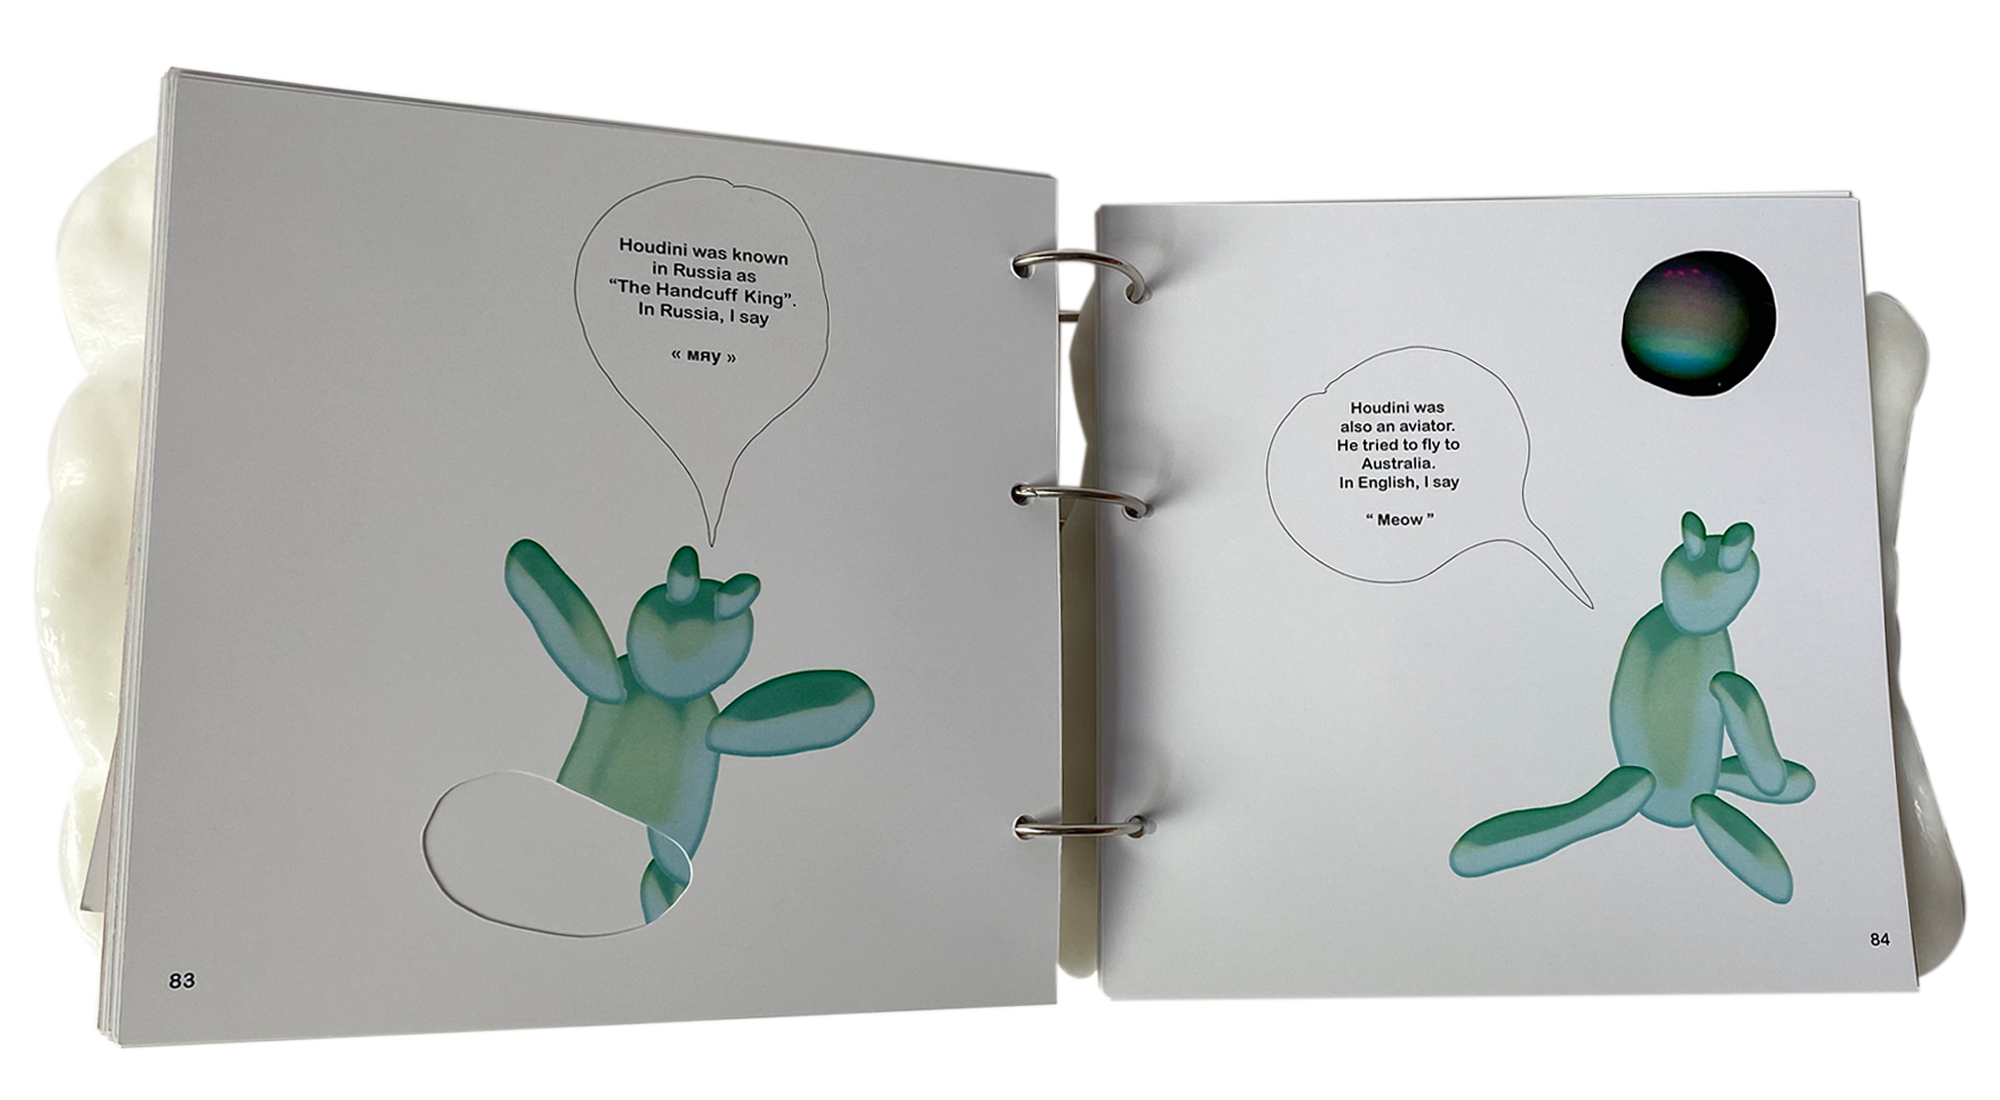 Houdini was known
in Russia as
“The Handcuff King”.
In Russia, I say
« мяу »
83
Houdini was
also an aviator.
He tried to fly to
Australia.
In English, I say
“ Meow ”
84